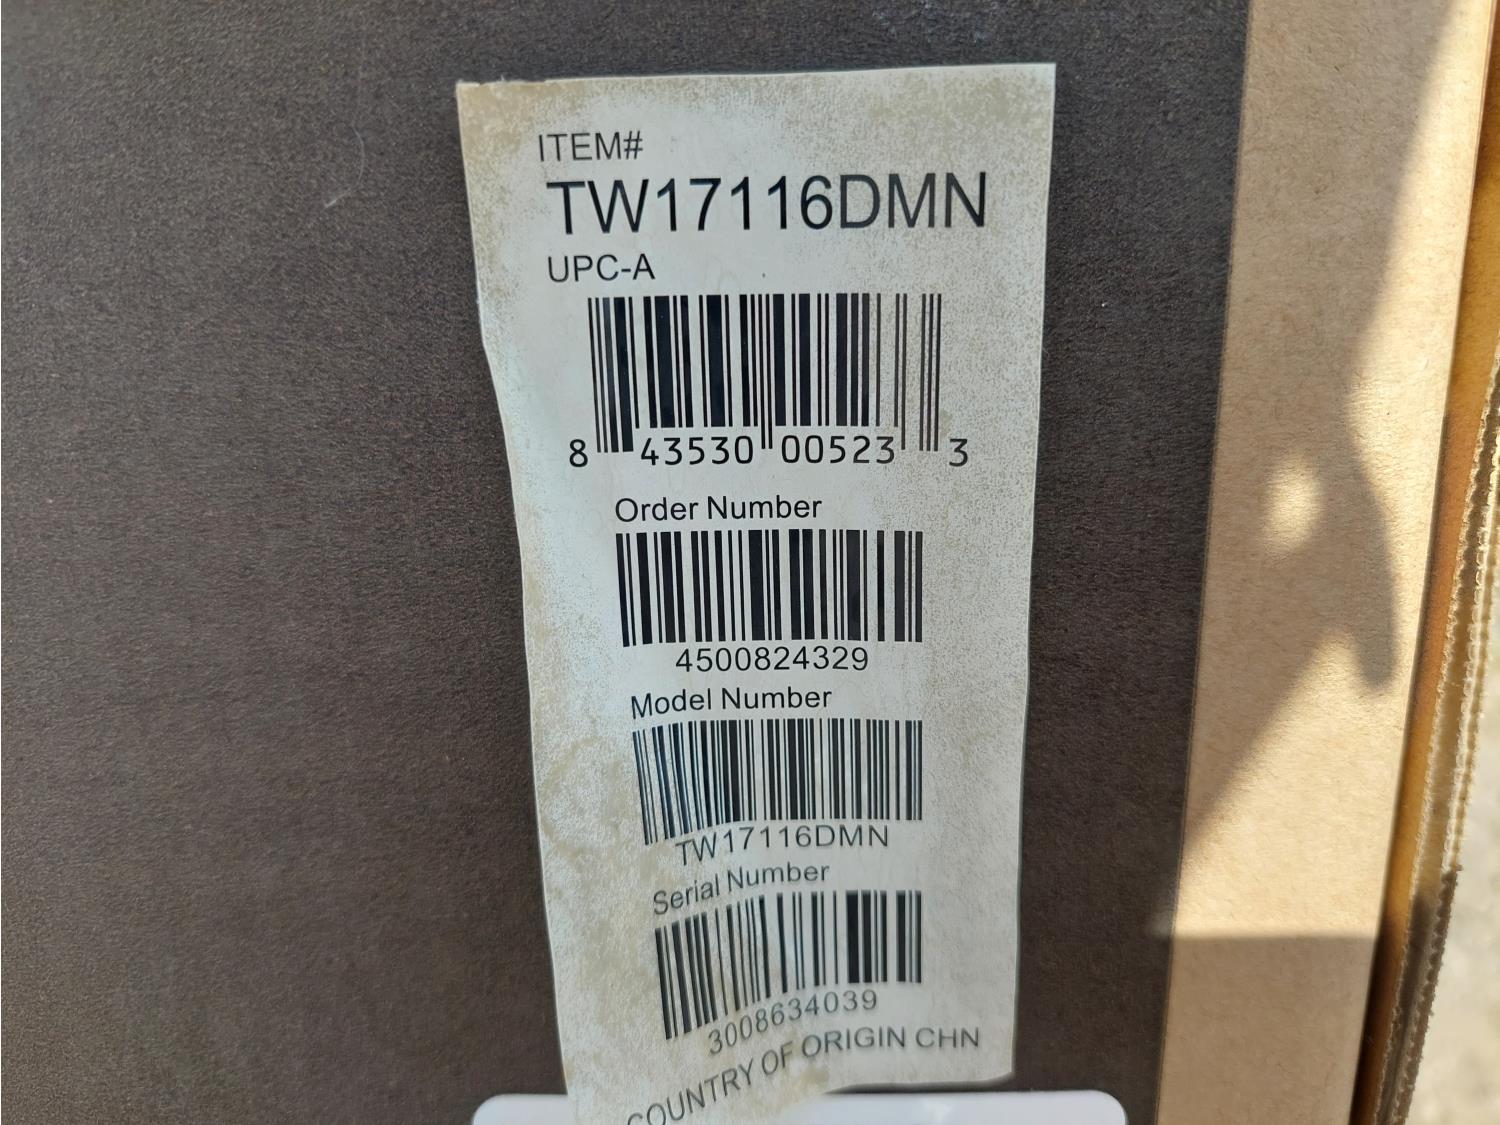 ITEM#
TW17116DMN
UPC-A
8 43530 00523 3
Order Number
4500824329
Model Number
TW17116DMN
Serial Number
3008634039
COUNTRY OF ORIGIN CHN